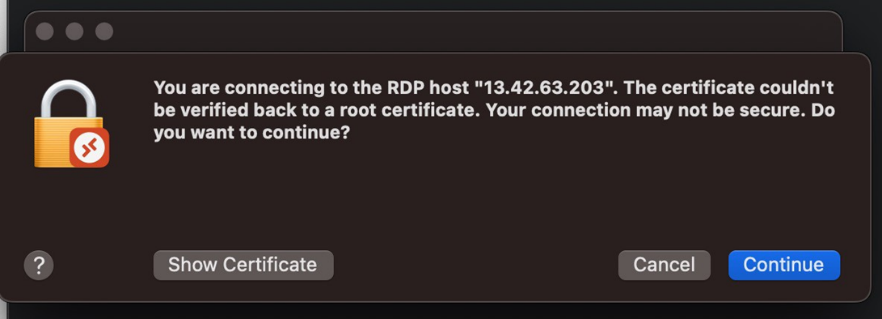 You are connecting to the RDP host "13.42.63.203". The certificate couldn't
be verified back to a root certificate. Your connection may not be secure. Do
you want to continue?
?
Show Certificate
Cancel
Continue